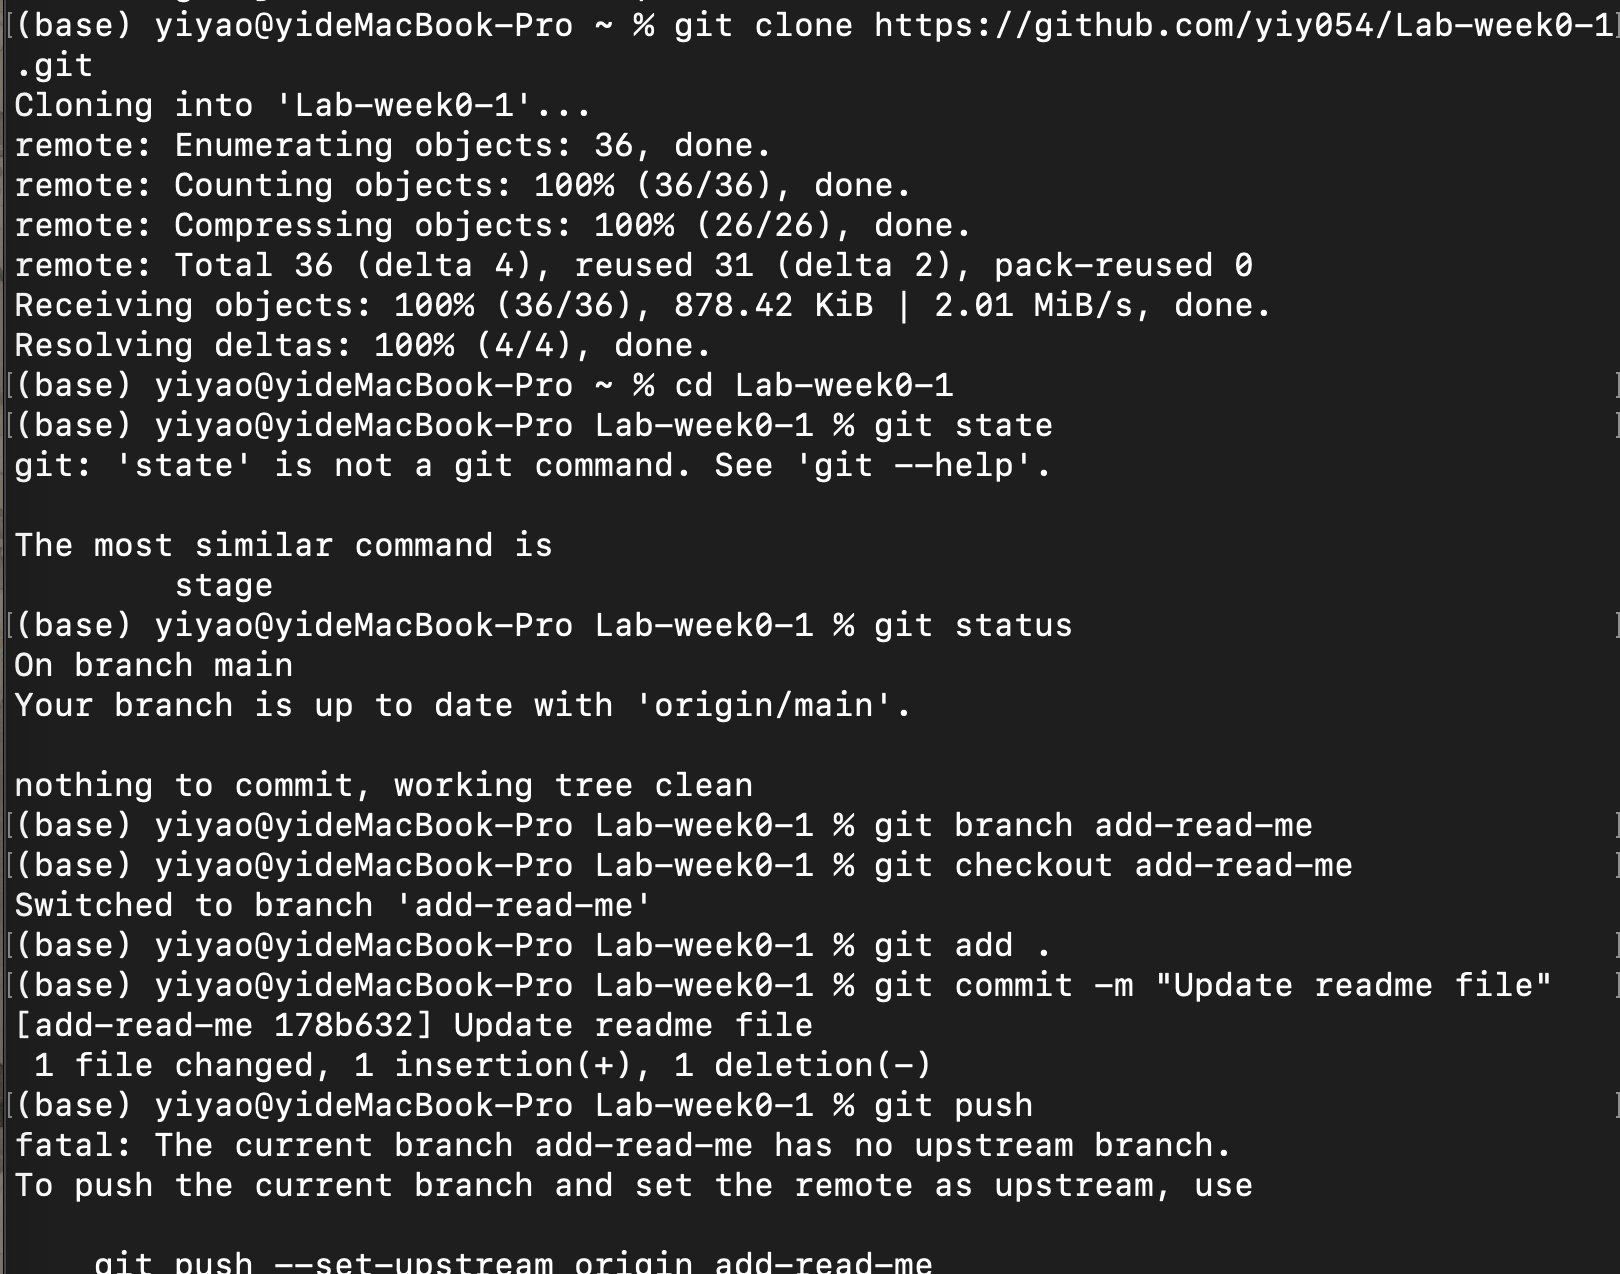 (base) yiyao@yideMacBook-Pro ~ % git clone https://github.com/yiy054/Lab-week0-1
.git
Cloning into 'Lab-week0-1'...
remote: Enumerating objects: 36, done.
remote: Counting objects: 100% (36/36), done.
remote: Compressing objects: 100% (26/26), done.
remote: Total 36 (delta 4), reused 31 (delta 2), pack-reused 0
Receiving objects: 100% (36/36), 878.42 KiB | 2.01 MiB/s, done.
Resolving deltas: 100% (4/4), done.
(base) yiyao@yideMacBook-Pro ~ % cd Lab-week0-1
(base) yiyao@yideMacBook-Pro Lab-week0-1 % git state
git: 'state' is not a git command. See 'git --help'.

The most similar command is
        stage
(base) yiyao@yideMacBook-Pro Lab-week0-1 % git status
On branch main
Your branch is up to date with 'origin/main'.

nothing to commit, working tree clean
(base) yiyao@yideMacBook-Pro Lab-week0-1 % git branch add-read-me
(base) yiyao@yideMacBook-Pro Lab-week0-1 % git checkout add-read-me
Switched to branch 'add-read-me'
(base) yiyao@yideMacBook-Pro Lab-week0-1 % git add .
(base) yiyao@yideMacBook-Pro Lab-week0-1 % git commit -m "Update readme file"
[add-read-me 178b632] Update readme file
 1 file changed, 1 insertion(+), 1 deletion(-)
(base) yiyao@yideMacBook-Pro Lab-week0-1 % git push
fatal: The current branch add-read-me has no upstream branch.
To push the current branch and set the remote as upstream, use

    git push --set-upstream origin add-read-me